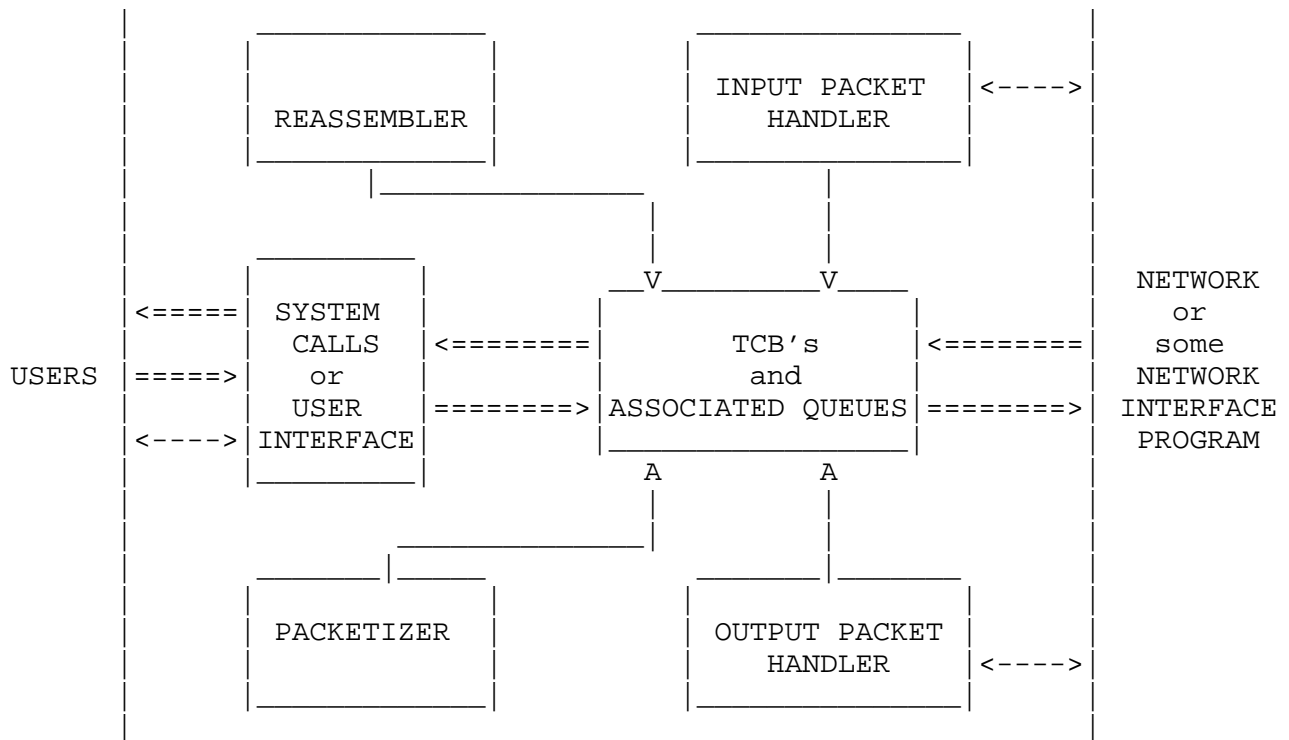 REASSEMBLER
INPUT PACKET
HANDLER
USERS
SYSTEM
CALLS
or
USER
INTERFACE
TCB's
and
ASSOCIATED QUEUES
NETWORK
or
some
NETWORK
INTERFACE
PROGRAM
PACKETIZER
OUTPUT PACKET
HANDLER